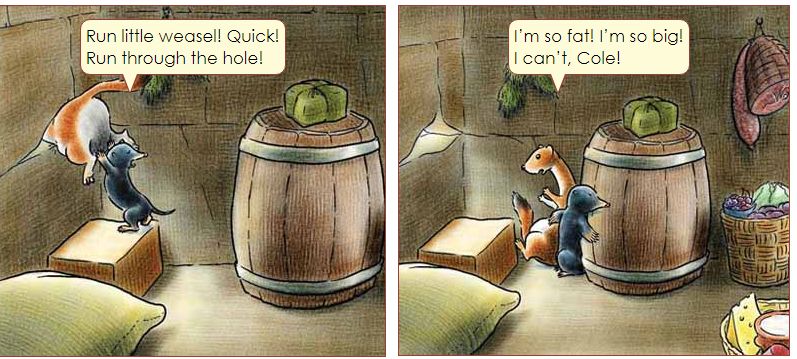 Run little weasel! Quick!
Run through the hole!
I'm so fat! I'm so big!
I can't, Cole!